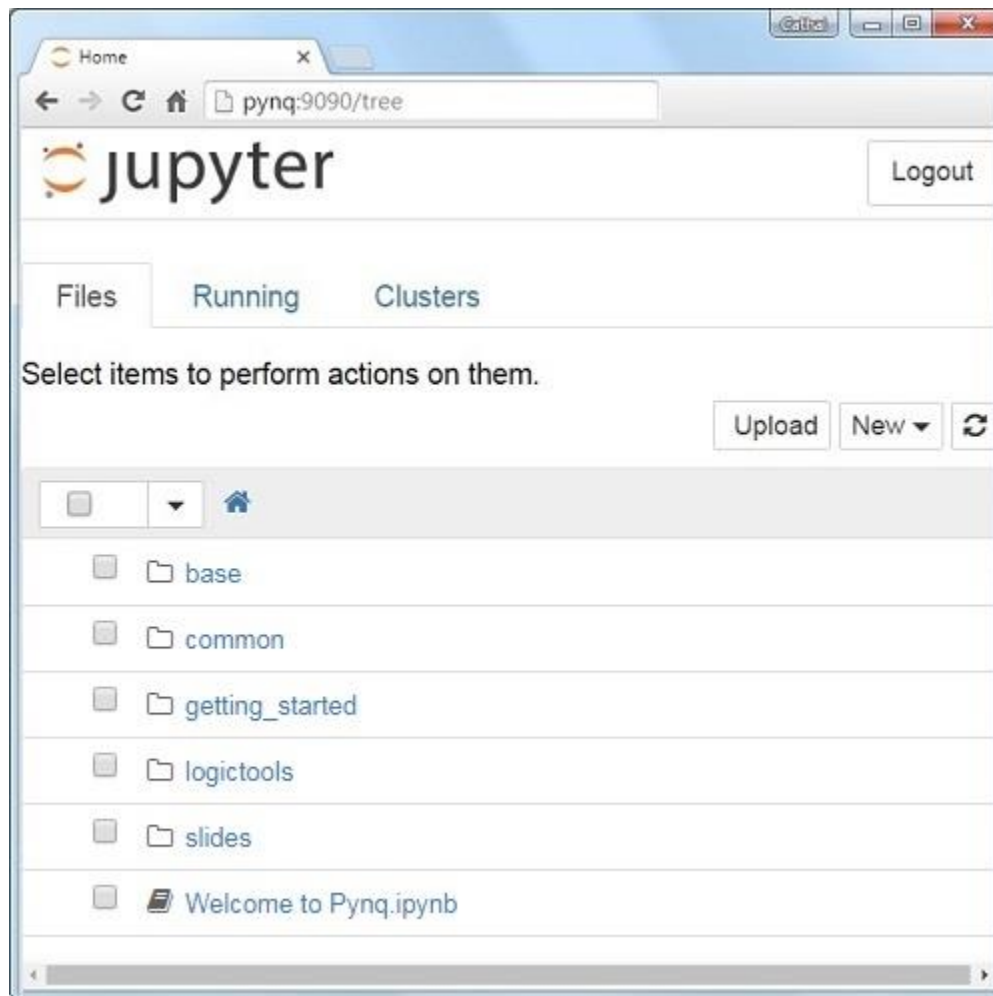 Cathal
Home
pynq:9090/tree
jupyter
Logout
Files Running Clusters
Select items to perform actions on them.
Upload New
base
common
getting_started
logictools
slides
Welcome to Pynq.ipynb